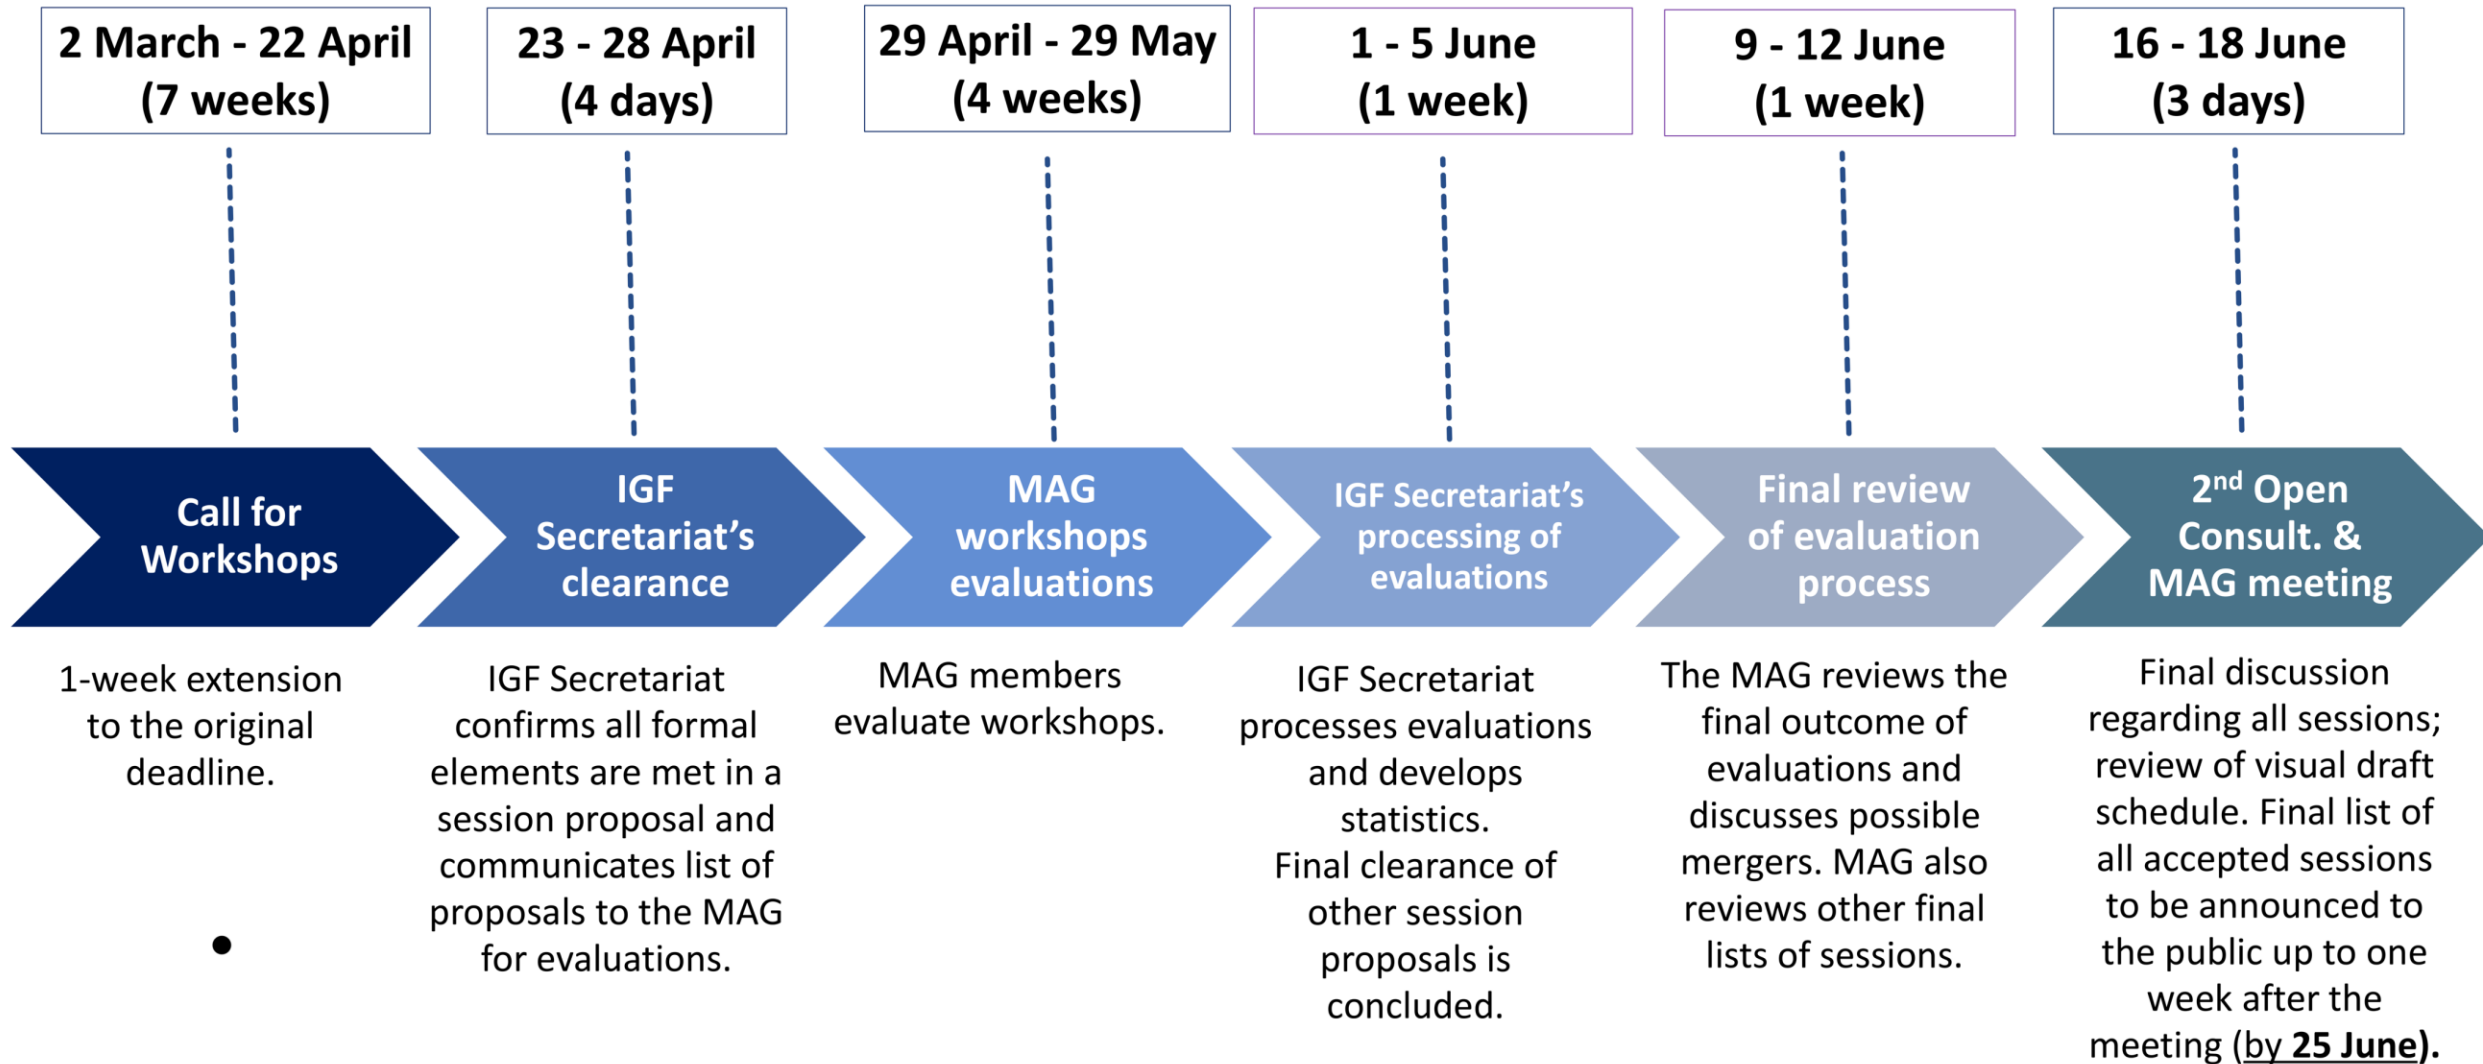 2 March - 22 April
(7 weeks)
23 - 28 April
(4 days)
29 April - 29 May
(4 weeks)
1 - 5 June
(1 week)
9 - 12 June
(1 week)
16 - 18 June
(3 days)
Call for
Workshops
IGF
Secretariat’s
clearance
MAG
workshops
evaluations
IGF Secretariat’s
processing of
evaluations
Final review
of evaluation
process
2nd Open
Consult. &
MAG meeting
1-week extension
to the original
deadline.
•
IGF Secretariat
confirms all formal
elements are met in a
session proposal and
communicates list of
proposals to the MAG
for evaluations.
MAG members
evaluate workshops.
IGF Secretariat
processes evaluations
and develops
statistics.
Final clearance of
other session
proposals is
concluded.
The MAG reviews the
final outcome of
evaluations and
discusses possible
mergers. MAG also
reviews other final
lists of sessions.
Final discussion
regarding all sessions;
review of visual draft
schedule. Final list of
all accepted sessions
to be announced to
the public up to one
week after the
meeting (by 25 June).